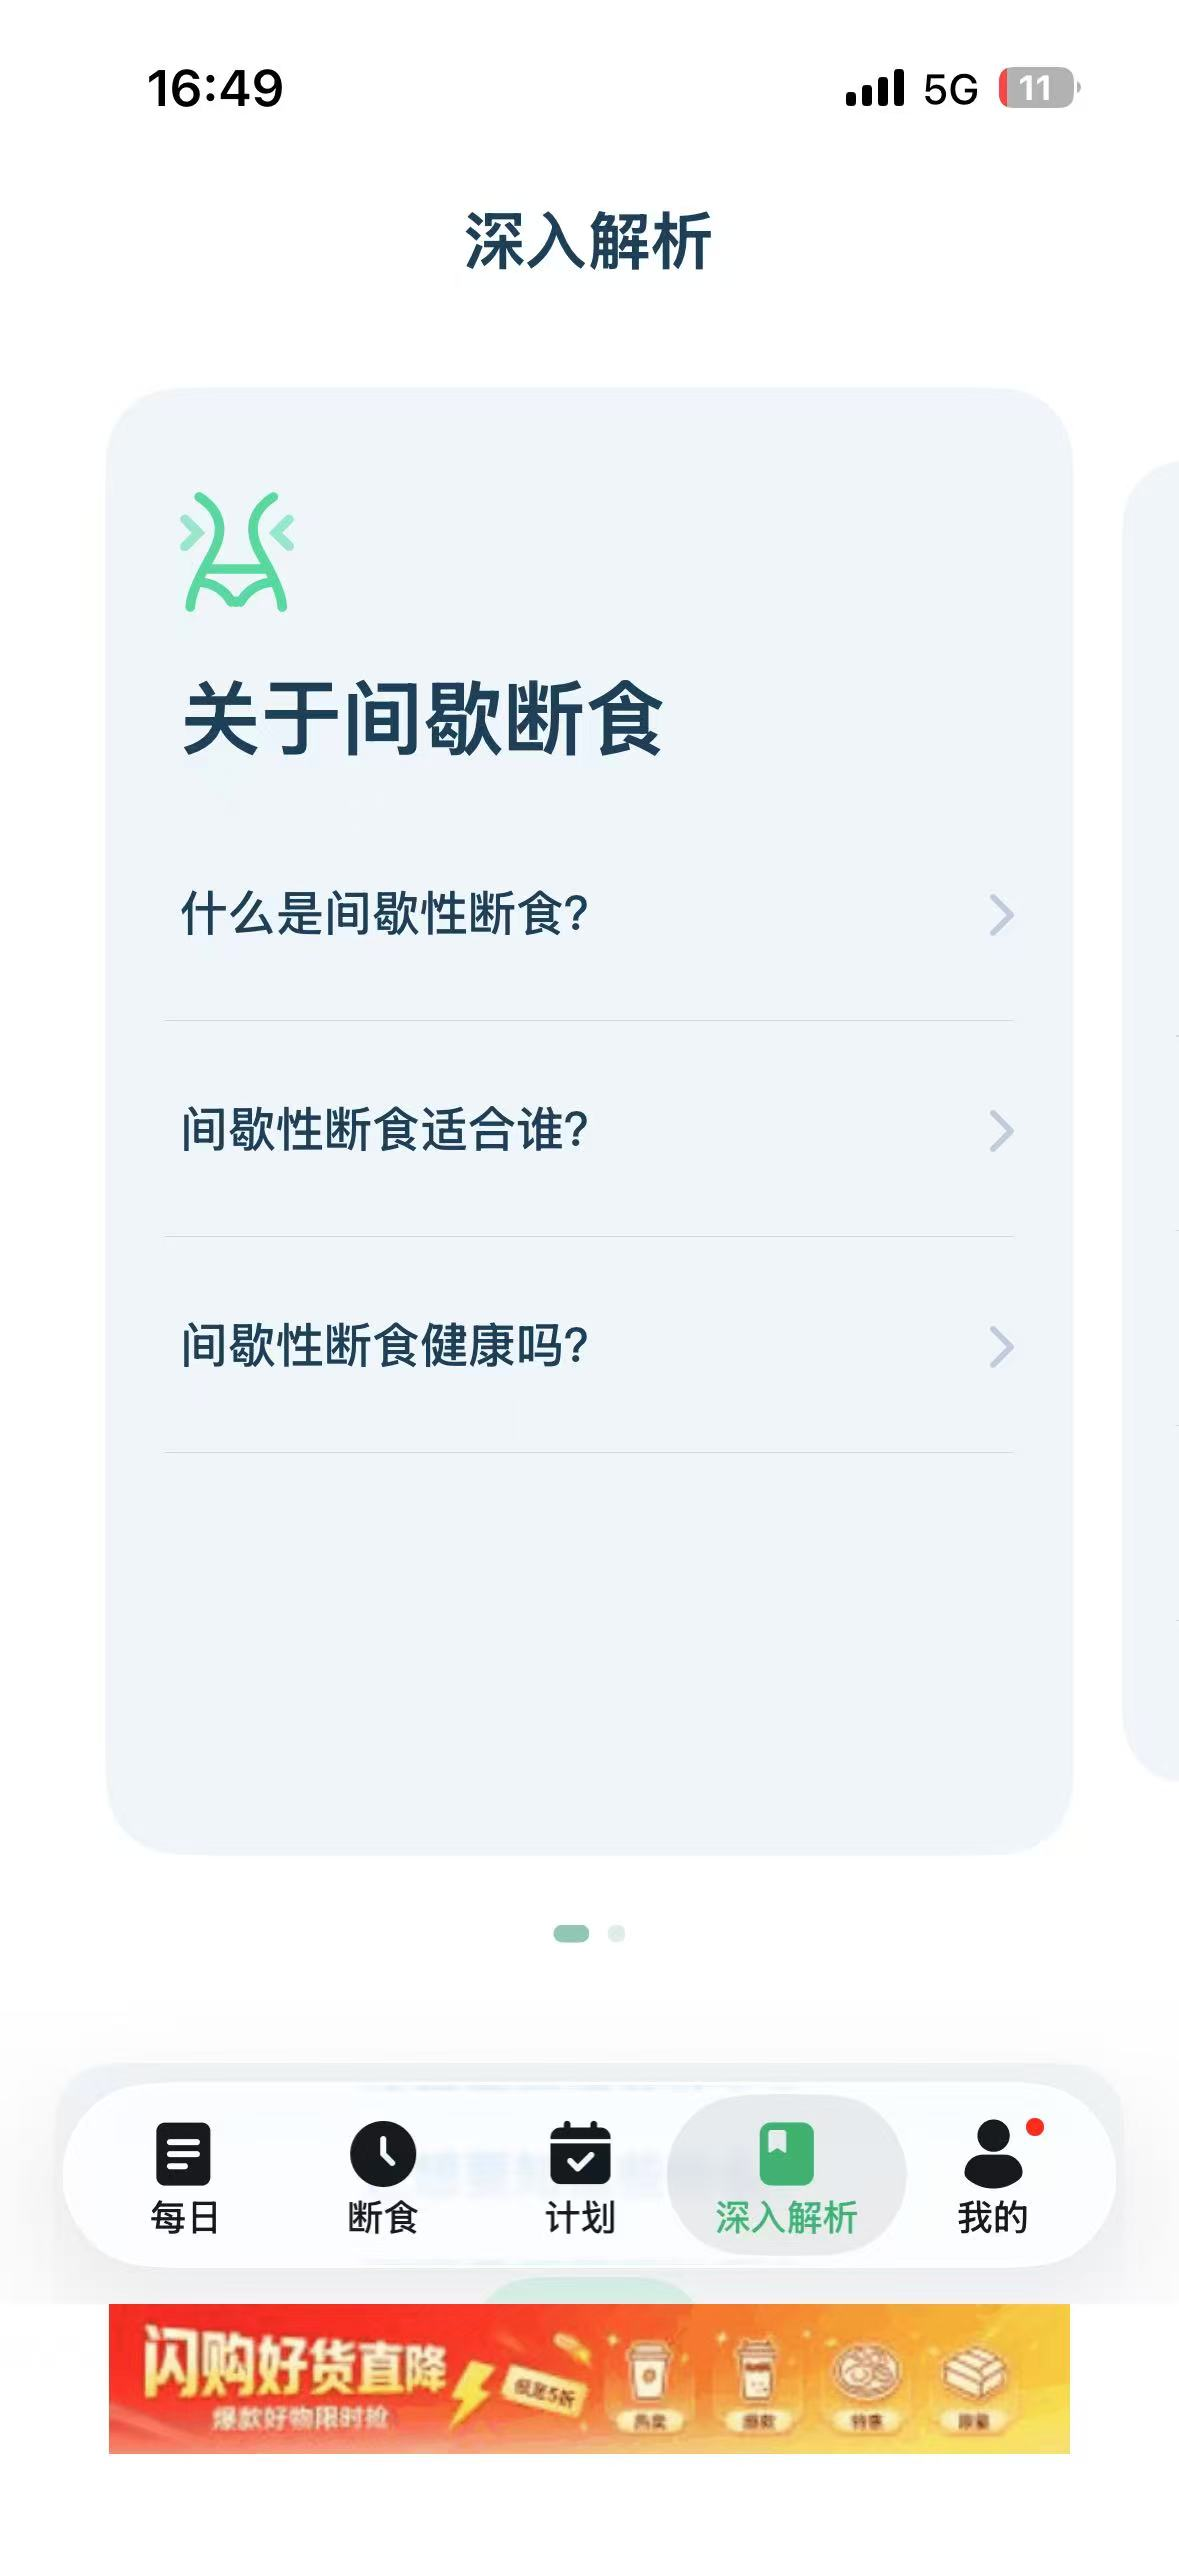 16:49
5G
11
深入解析
关于间歇断食
什么是间歇性断食?
间歇性断食适合谁?
间歇性断食健康吗?
每日
断食
计划
深入解析
我的
闪购好货直降
爆款好物限时抢